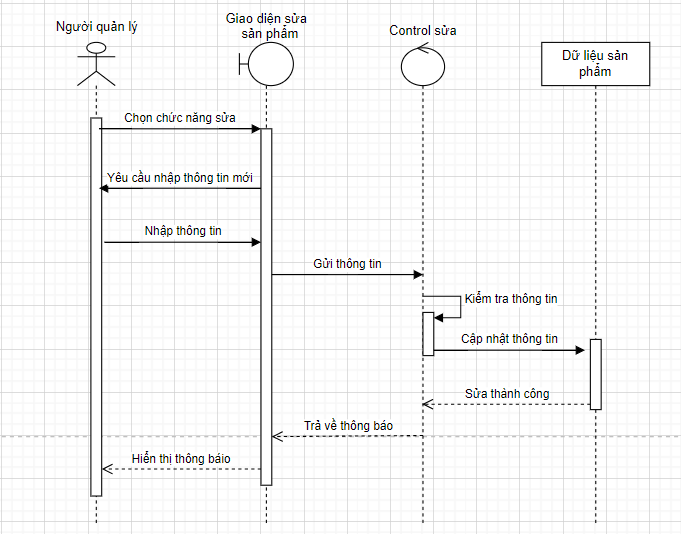 Người quản lý
Giao diện sửa
sản phẩm
Control sửa
Dữ liệu sản
phẩm
Chọn chức năng sửa
Yêu cầu nhập thông tin mới
Nhập thông tin
Gửi thông tin
Kiểm tra thông tin
Cập nhật thông tin
Sửa thành công
Trả về thông báo
Hiển thị thông báio